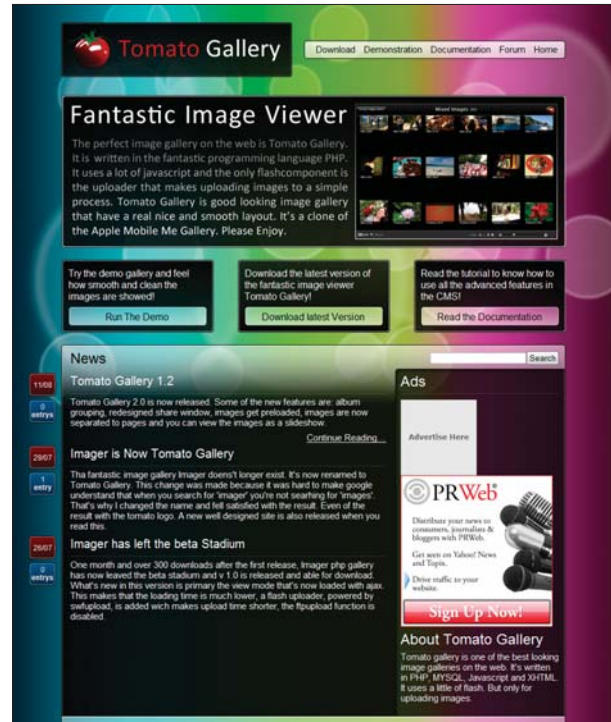 Tomato Gallery
Download Demonstration Documentation Forum Home
Fantastic Image Viewer
The perfect image gallery on the web is Tomato Gallery.
It is written in the fantastic programming language PHP.
It uses a lot of javascript and the only flashcomponent is
the uploader that makes uploading images to a simple
process. Tomato Gallery is good looking image gallery
that have a real nice and smooth layout. It's a clone of
the Apple Mobile Me Gallery. Please Enjoy.
Mixed Images
Try the demo gallery and feel
how smooth and clean the
images are showed!
Run The Demo
Download the latest version of
the fantastic image viewer
Tomato Gallery!
Download latest Version
Read the tutorial to know how to
use all the advanced features in
the CMS!
Read the Documentation
News
Search
11/08
0
entrys
Tomato Gallery 1.2
Tomato Gallery 2.0 is now released. Some of the new features are: album
grouping, redesigned share window, images get preloaded, images are now
separated to pages and you can view the images as a slideshow.
Continue Reading...
29/07
1
entry
Imager is Now Tomato Gallery
Tha fantastic image gallery Imager doens't longer exist. It's now renamed to
Tomato Gallery. This change was made because it was hard to make google
understand that when you search for 'imager' you're not searhing for 'images'.
That's why I changed the name and fell satisfied with the result. Even of the
result with the tomato logo. A new well designed site is also released when you
read this.
26/07
0
entrys
Imager has left the beta Stadium
One month and over 300 downloads after the first release, Imager php gallery
has now leaved the beta stadium and v 1.0 is released and able for download.
What's new in this version is primary the view mode that's now loaded with ajax.
This makes that the loading time is much lower, a flash uploader, powered by
swfupload, is added wich makes upload time shorter, the ftpupload function is
disabled.
Ads
Advertise Here
PRWeb
Distribute your news to
consumers, journalists &
bloggers with PRWeb.
Get seen on Yahoo! News
and Topix.
Drive traffic to your
website.
Sign Up Now!
About Tomato Gallery
Tomato gallery is one of the best looking
image galleries on the web. It's written
in PHP, MYSQL, Javascript and XHTML.
It uses a little of flash. But only for
uploading images.